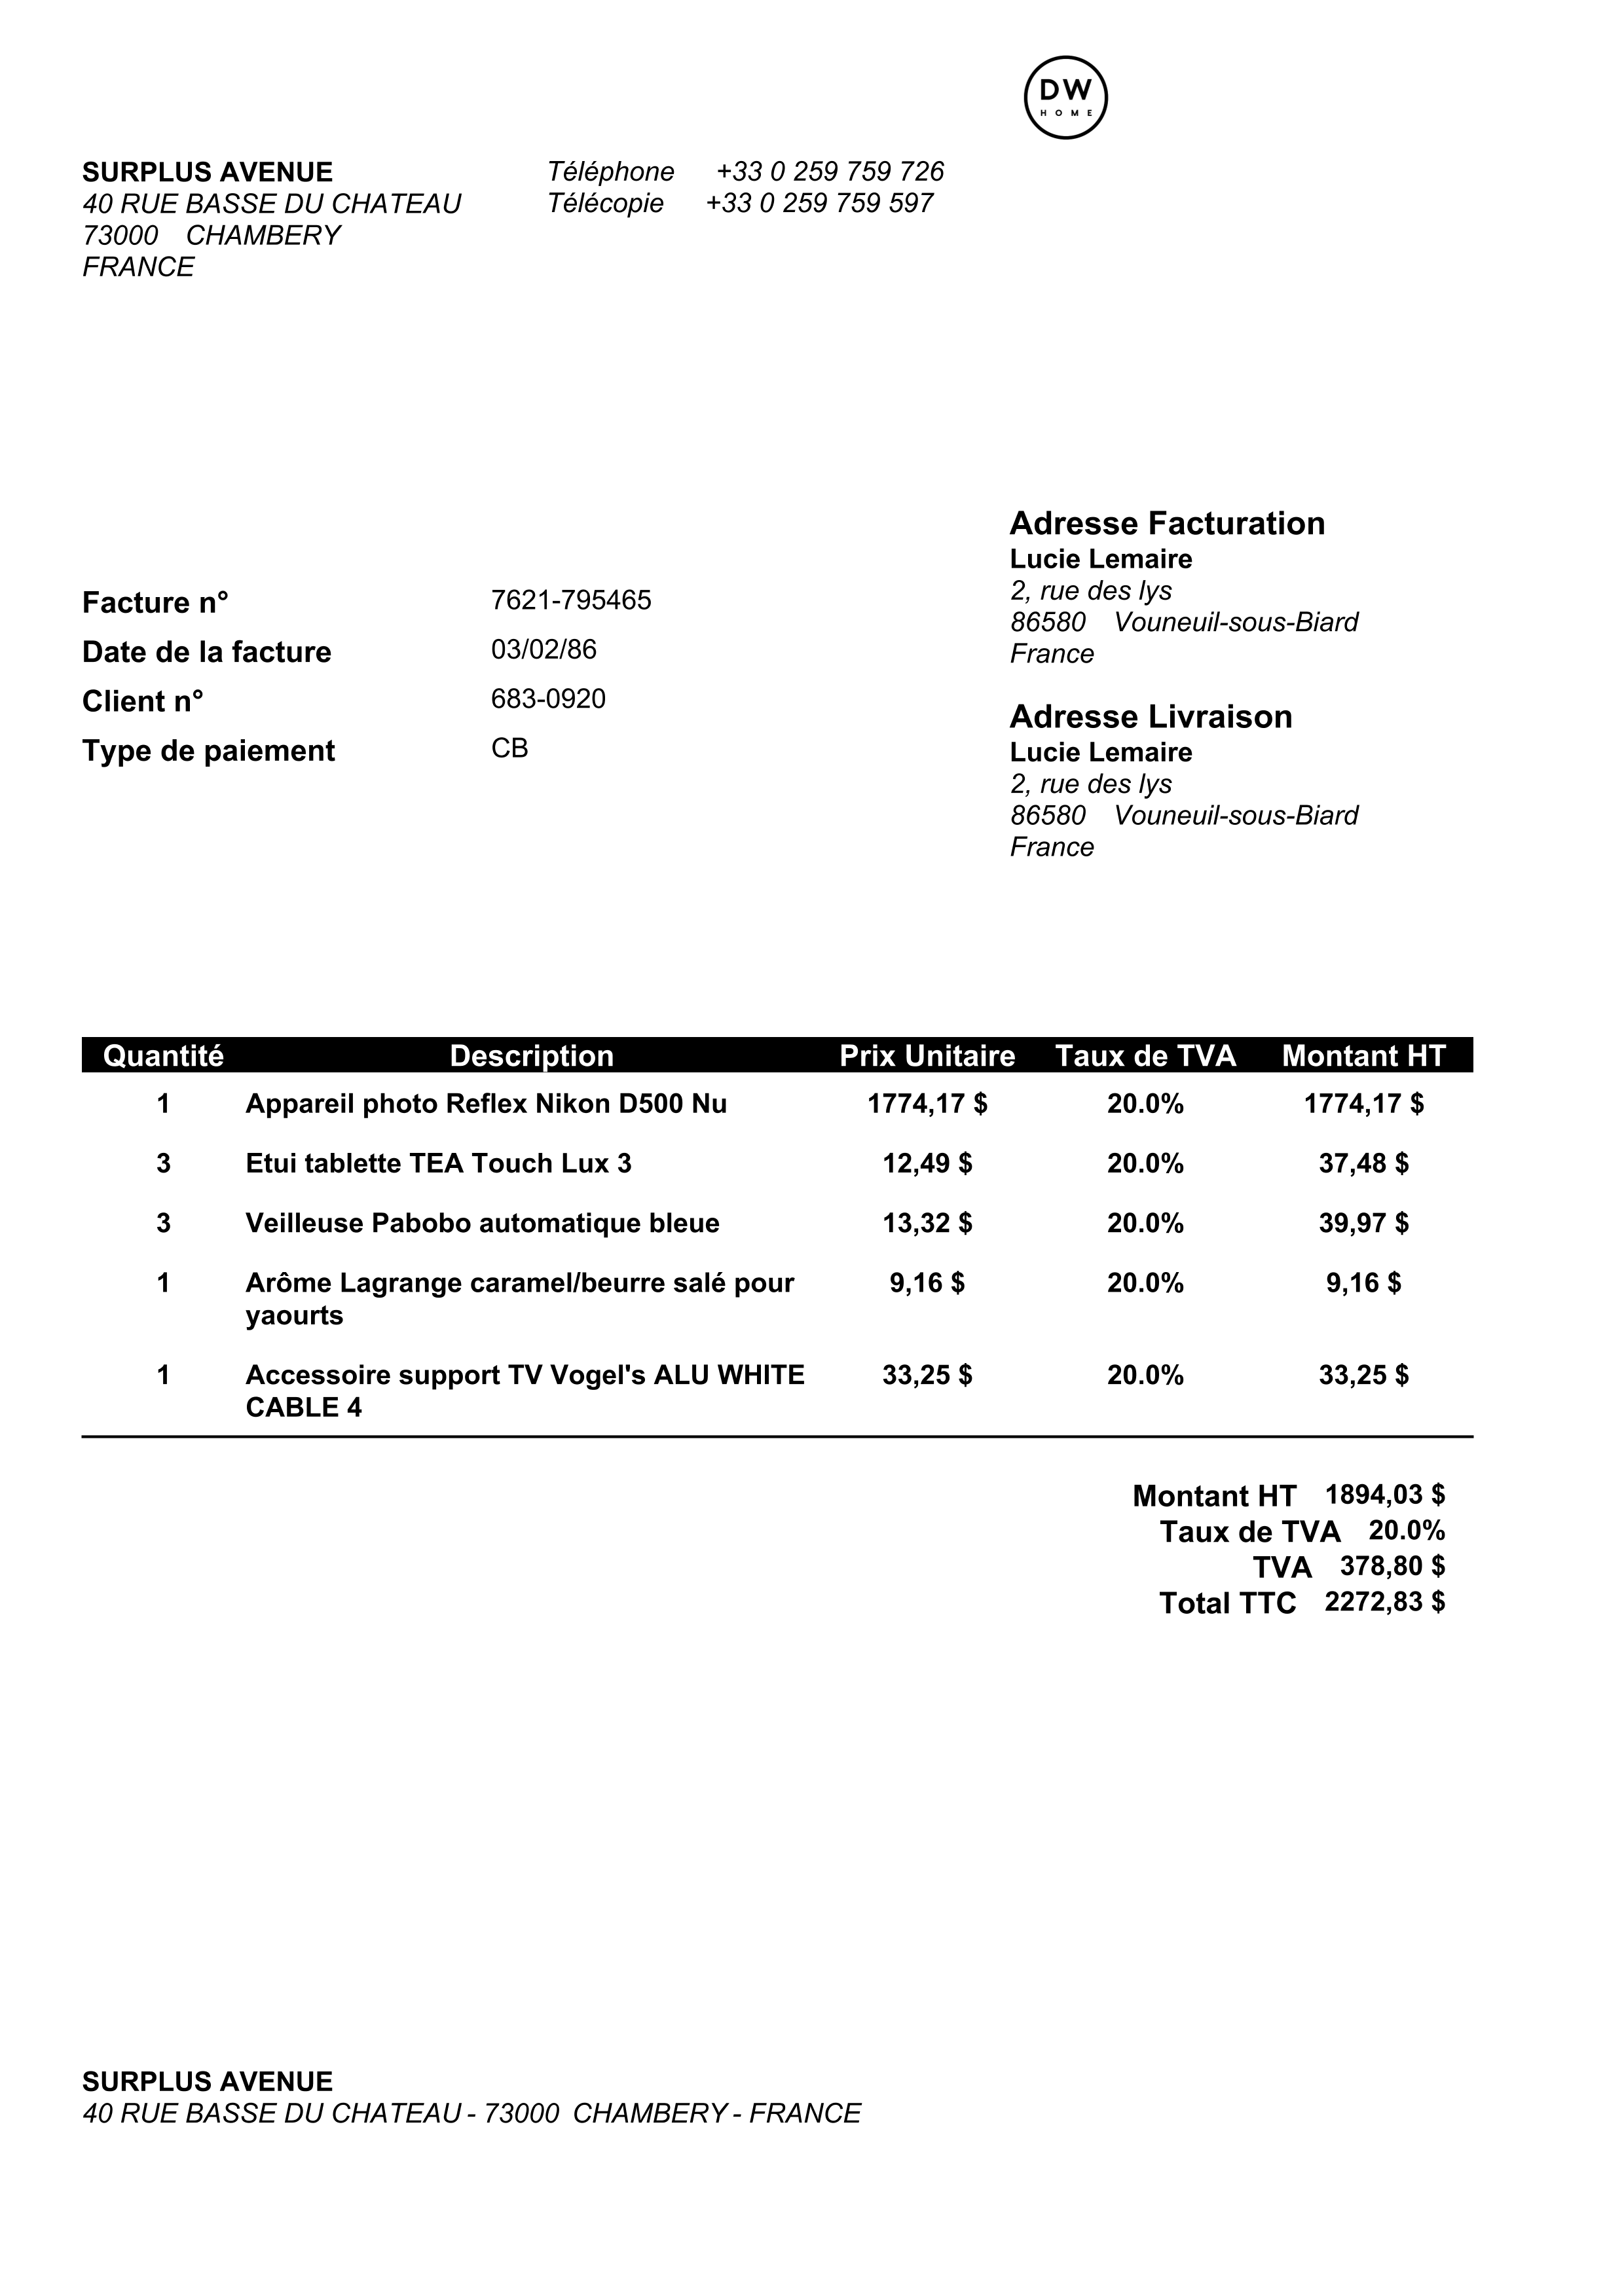 DW
HOME
SURPLUS AVENUE
40 RUE BASSE DU CHATEAU
73000 CHAMBERY
FRANCE
Téléphone +33 0 259 759 726
Télécopie +33 0 259 759 597
Adresse Facturation
Lucie Lemaire
2, rue des lys
86580 Vouneuil-sous-Biard
France
Facture n° 7621-795465
Date de la facture 03/02/86
Client n° 683-0920
Type de paiement CB
Adresse Livraison
Lucie Lemaire
2, rue des lys
86580 Vouneuil-sous-Biard
France
Quantité Description Prix Unitaire Taux de TVA Montant HT
1 Appareil photo Reflex Nikon D500 Nu 1774,17 $ 20.0% 1774,17 $
3 Etui tablette TEA Touch Lux 3 12,49 $ 20.0% 37,48 $
3 Veilleuse Pabobo automatique bleue 13,32 $ 20.0% 39,97 $
1 Arôme Lagrange caramel/beurre salé pour 9,16 $ 20.0% 9,16 $
yaourts
1 Accessoire support TV Vogel's ALU WHITE 33,25 $ 20.0% 33,25 $
CABLE 4
Montant HT 1894,03 $
Taux de TVA 20.0%
TVA 378,80 $
Total TTC 2272,83 $
SURPLUS AVENUE
40 RUE BASSE DU CHATEAU - 73000 CHAMBERY - FRANCE